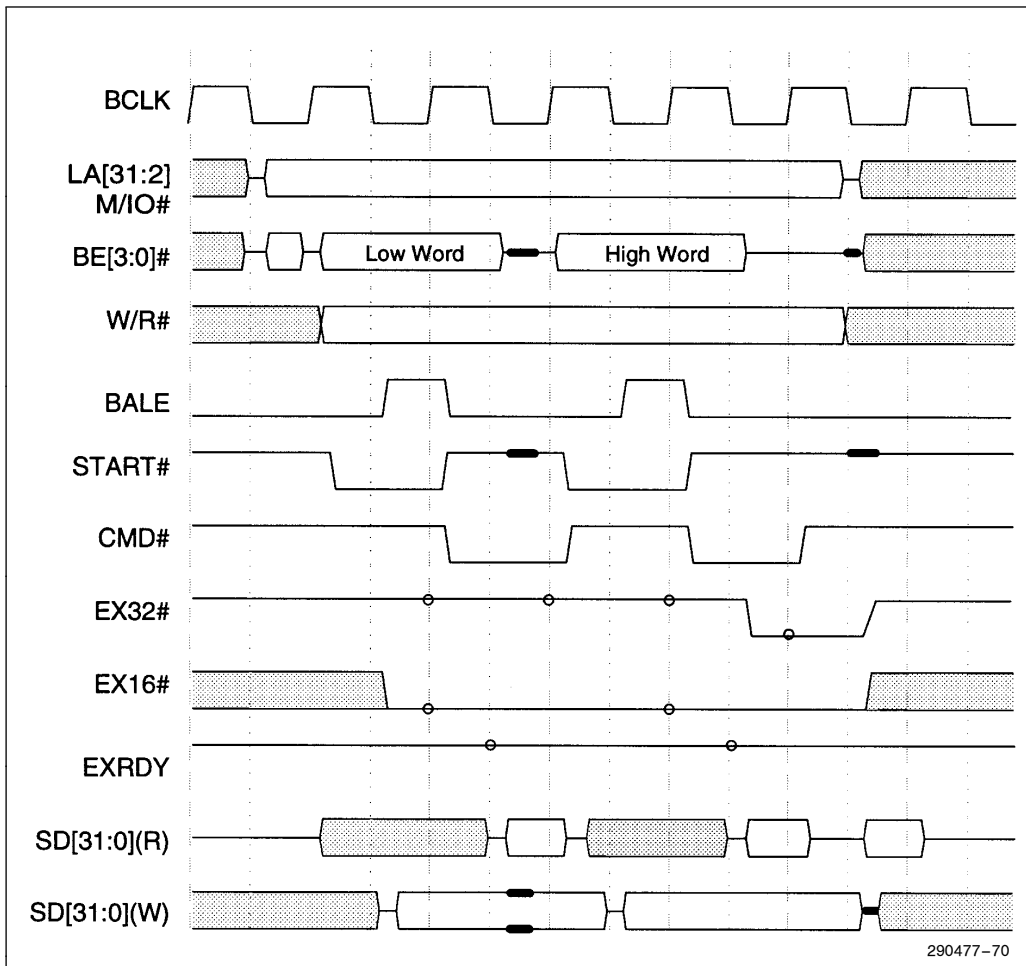 BCLK
LA[31:2]
M/IO#
BE[3:0]#
Low Word
High Word
W/R#
BALE
START#
CMD#
EX32#
EX16#
EXRDY
SD[31:0](R)
SD[31:0](W)
290477-70